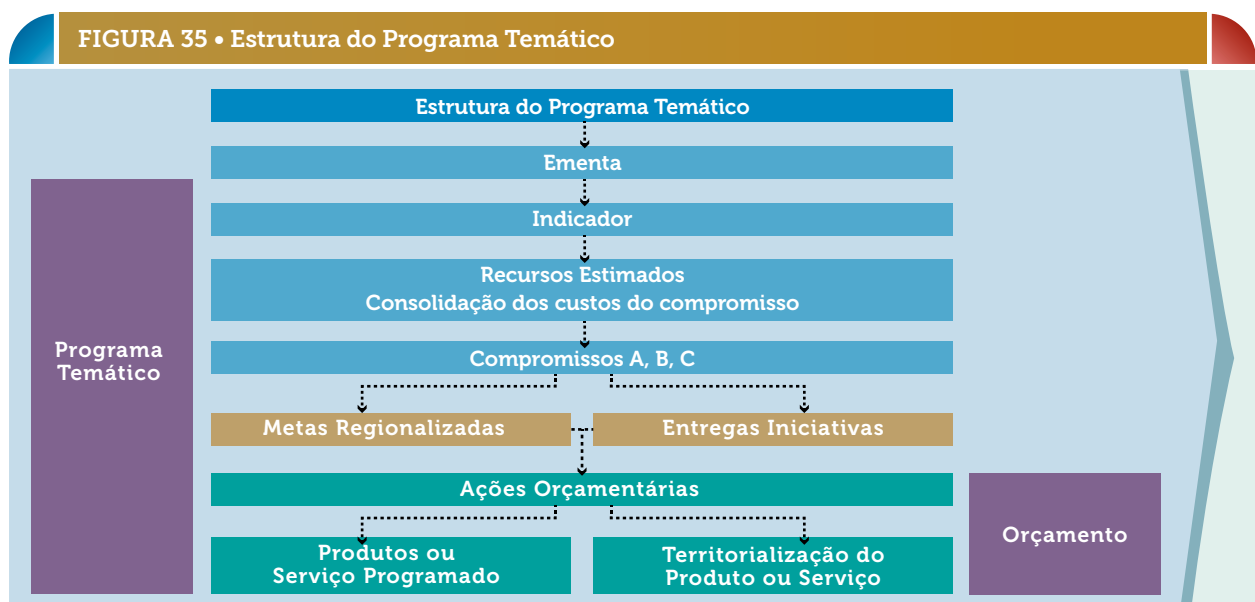 FIGURA 35 • Estrutura do Programa Temático
Estrutura do Programa Temático
Ementa
Indicador
Recursos Estimados
Consolidação dos custos do compromisso
Programa
Temático
Compromissos A, B, C
Metas Regionalizadas
Entregas Iniciativas
Ações Orçamentárias
Orçamento
Produtos ou
Serviço Programado
Territorialização do
Produto ou Serviço